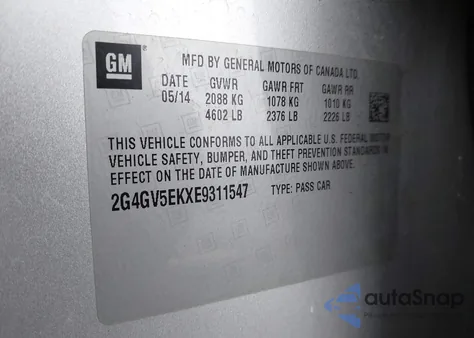 GM
MFD BY GENERAL MOTORS OF CANADA LTD.
DATE GVWR GAWR FRT GAWR RR
05/14 2088 KG 1078 KG 1010 KG
4602 LB 2376 LB 2226 LB
THIS VEHICLE CONFORMS TO ALL APPLICABLE U.S. FEDERAL MOTOR
VEHICLE SAFETY, BUMPER, AND THEFT PREVENTION STANDARDS IN
EFFECT ON THE DATE OF MANUFACTURE SHOWN ABOVE.
2G4GV5EKXE9311547 TYPE: PASS CAR
autoSnap